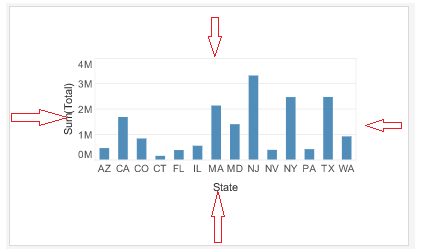 4M
3M
2M
1M
0M
Sum(Total)
AZ CA CO CT FL IL MA MD NJ NV NY PA TX WA
State